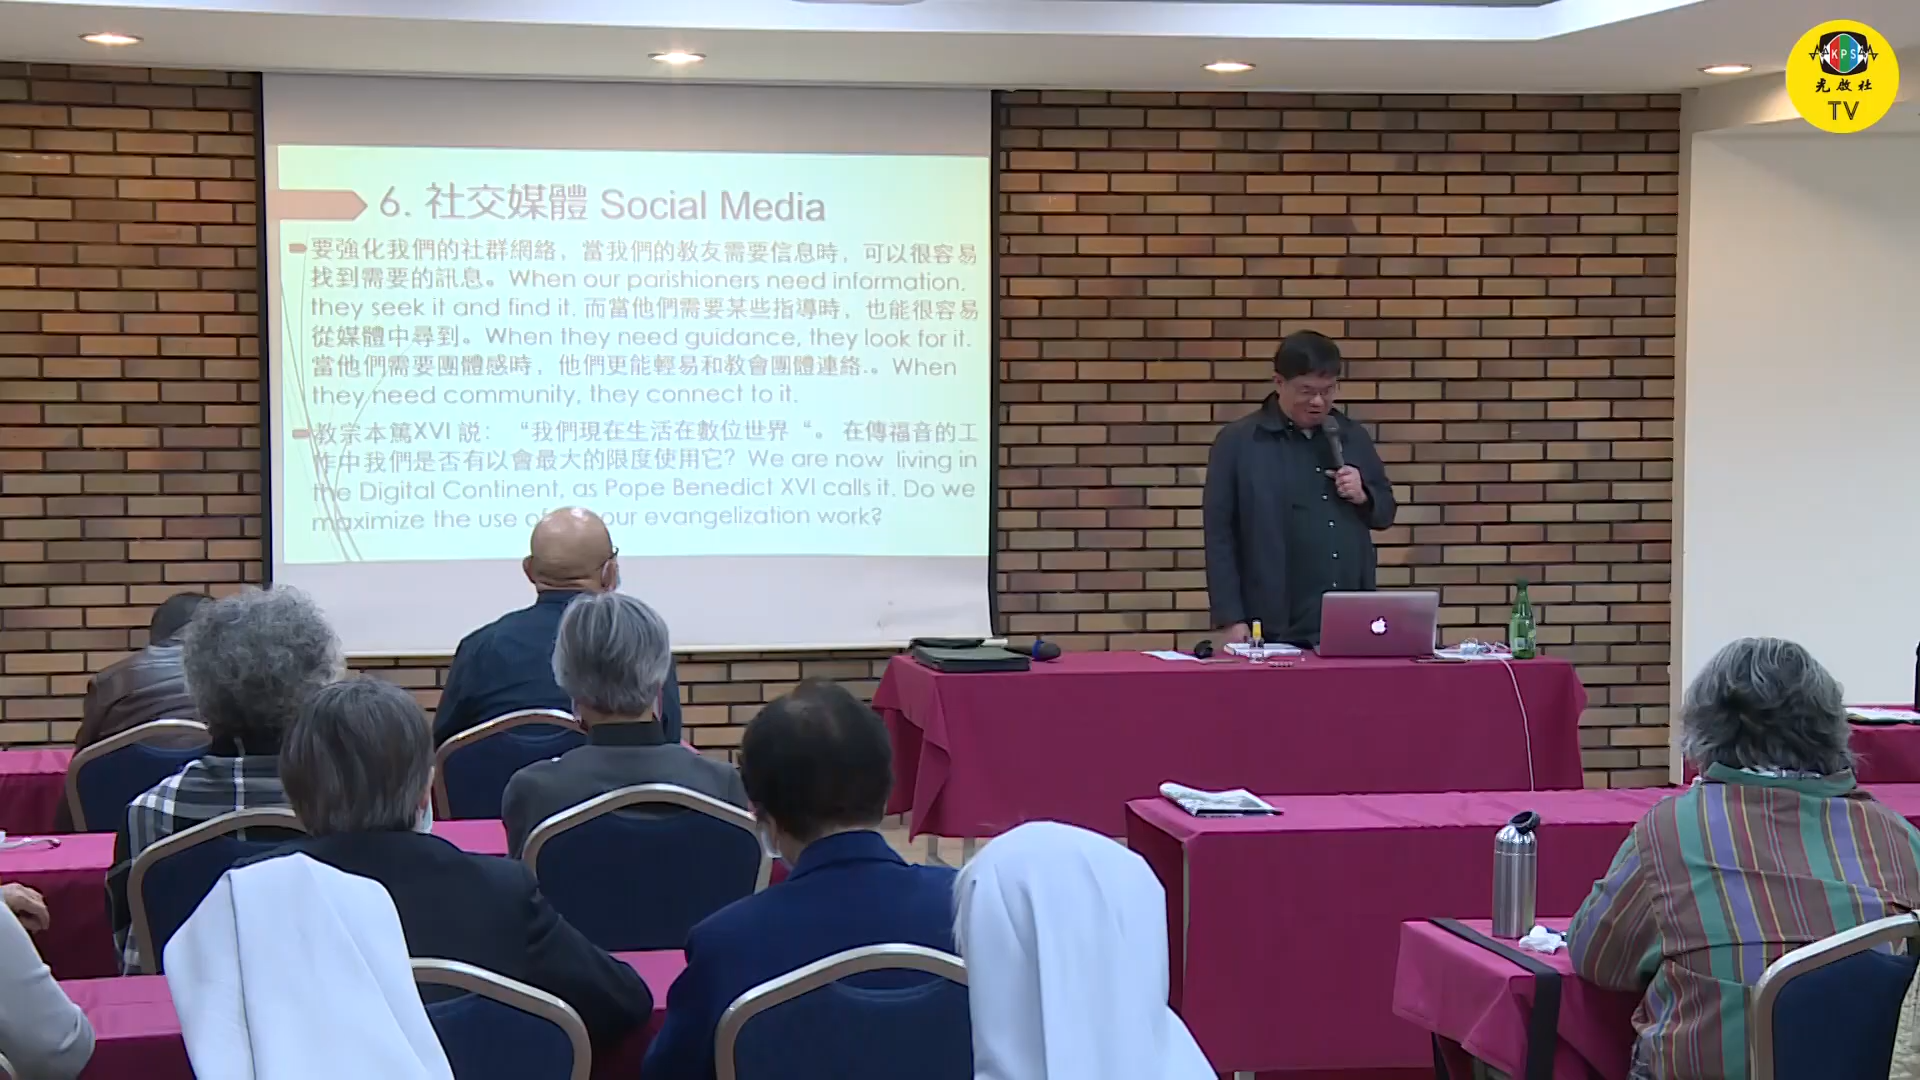 6. 社交媒體 Social Media
要強化我們的社群網絡，當我們的教友需要信息時，可以很容易
找到需要的訊息。When our parishioners need information,
they seek it and find it. 而當他們需要某些指導時，也能很容易
從媒體中尋到。When they need guidance, they look for it.
當他們需要團體感時，他們更能輕易和教會團體連絡.。When
they need community, they connect to it.
教宗本篤XVI 說： “我們現在生活在數位世界 “。 在傳福音的工
作中我們是否有以會最大的限度使用它？We are now living in
the Digital Continent, as Pope Benedict XVI calls it. Do we
maximize the use our evangelization work?
KPS
光啟社
TV